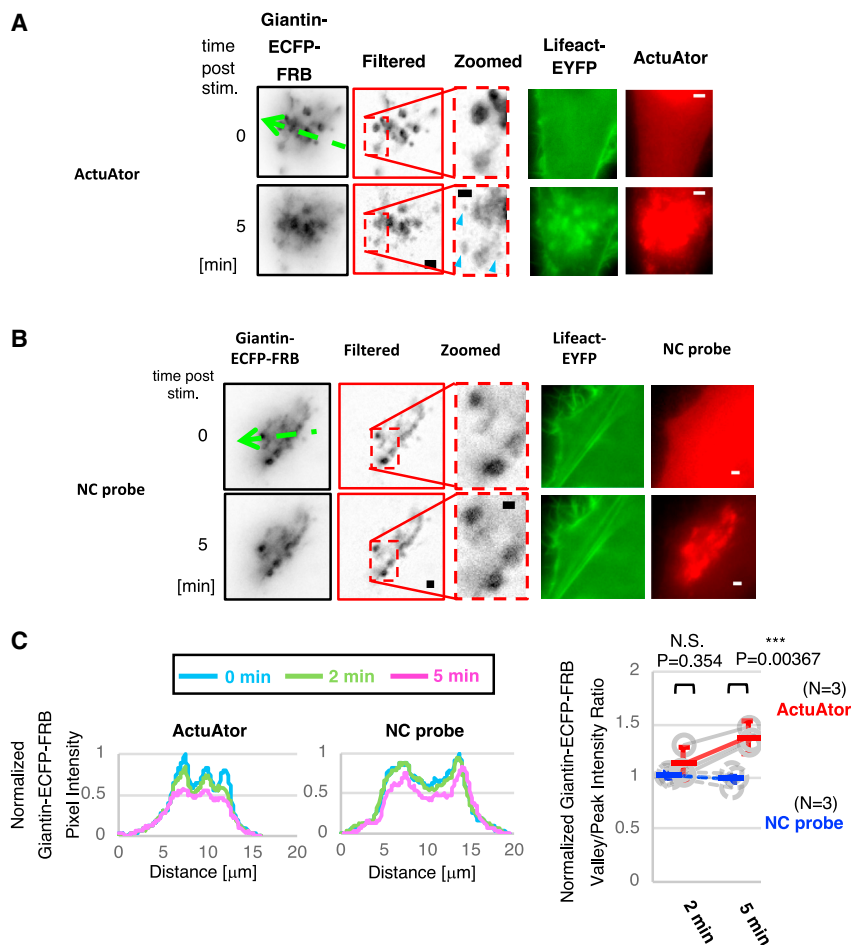 A
time
post
stim.
Giantin-
ECFP-
FRB
Filtered
Zoomed
Lifeact-
EYFP
ActuAtor
0
ActuAtor
5
[min]
B
Giantin-
ECFP-FRB
Filtered
Zoomed
Lifeact-
EYFP
NC probe
time post
stim.
0
NC probe
5
[min]
C
0 min 2 min 5 min
Normalized
Giantin-ECFP-FRB
Pixel Intensity
ActuAtor
1
0.5
0
0 5 10 15 20
Distance [μm]
NC probe
1
0.5
0
0 5 10 15 20
Distance [μm]
Normalized Giantin-ECFP-FRB
Valley/Peak Intensity Ratio
N.S.
P=0.354
***
P=0.00367
2
1.5
1
0.5
0
(N=3)
ActuAtor
(N=3)
NC probe
2 min
5 min